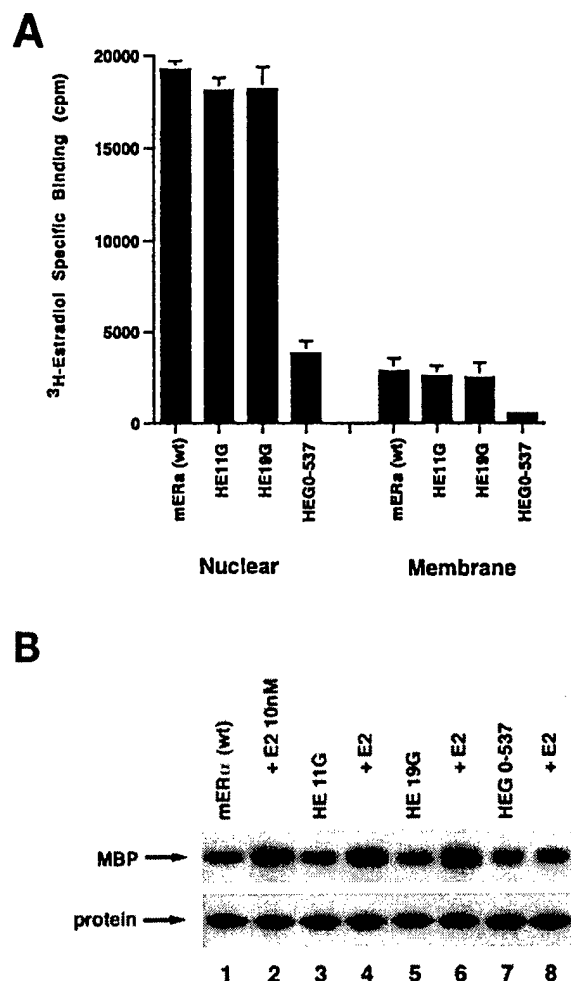 A
³H-Estradiol Specific Binding (cpm)
20000
15000
10000
5000
0
mERa (wt)
HE11G
HE19G
HEG0-537
mERa (wt)
HE11G
HE19G
HEG0-537
Nuclear
Membrane
B
mERα (wt)
+ E2 10nM
HE 11G
+ E2
HE 19G
+ E2
HEG 0-537
+ E2
MBP
protein
1 2 3 4 5 6 7 8